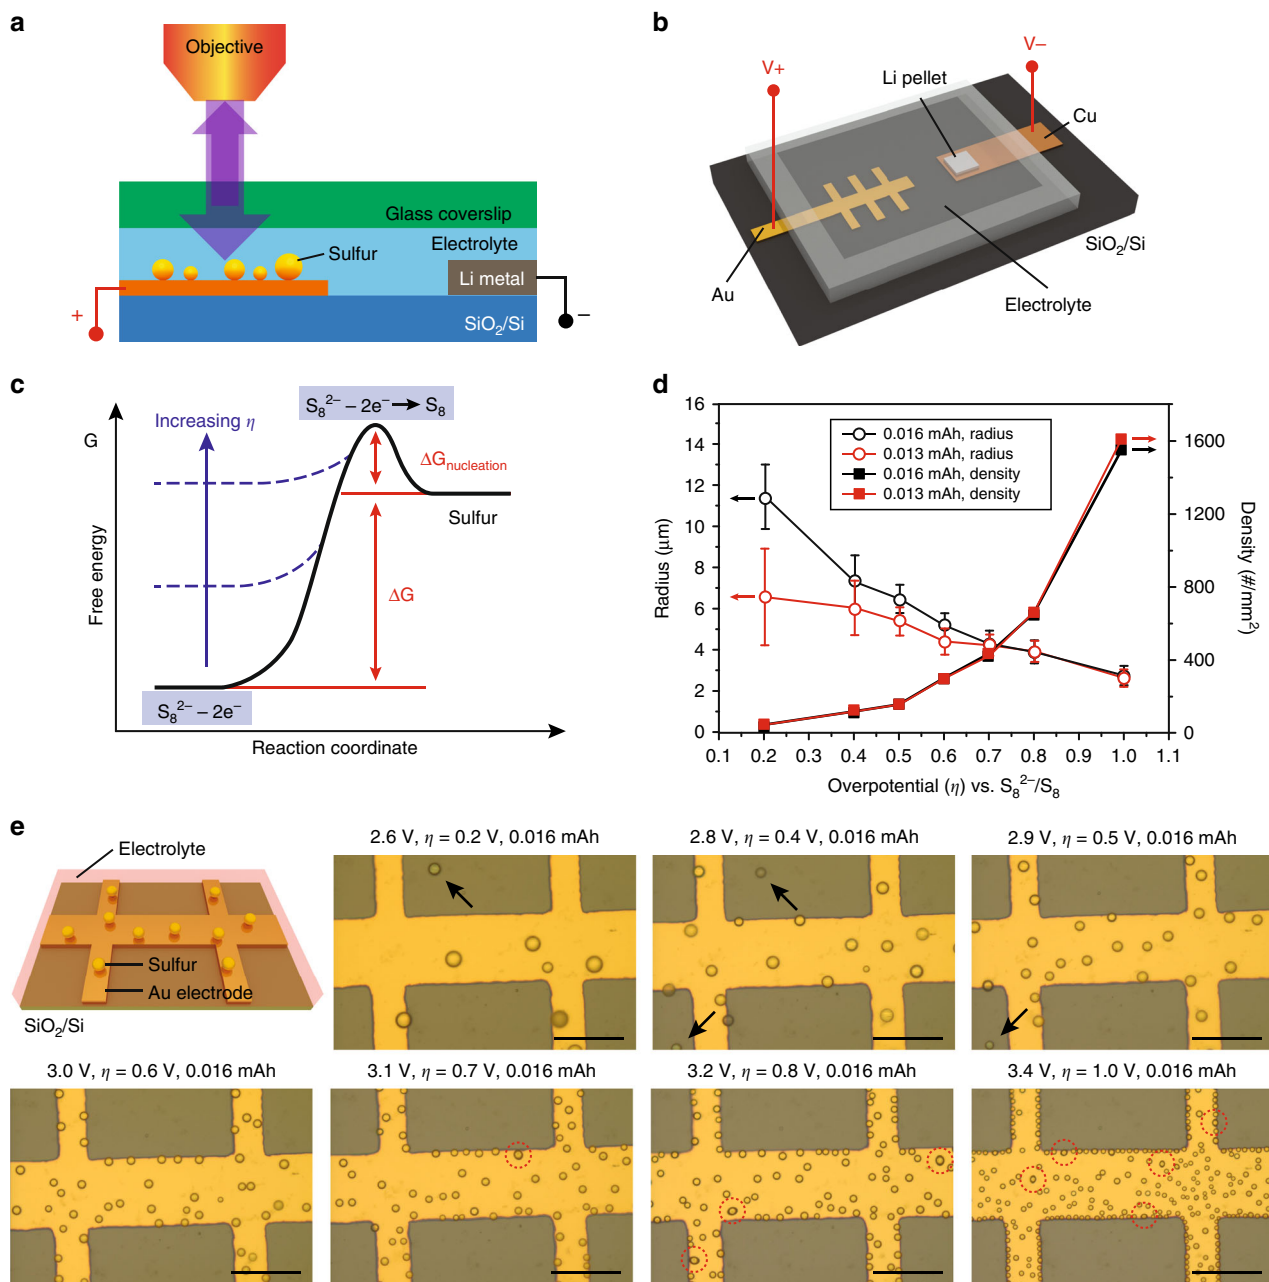 a
Objective
Glass coverslip
Electrolyte
Sulfur
Li metal
+
–
SiO2/Si
b
V–
V+
Li pellet
Cu
SiO2/Si
Au
Electrolyte
c
S8^2– – 2e– → S8
Increasing η
G
ΔGnucleation
Sulfur
Free energy
ΔG
S8^2– – 2e–
Reaction coordinate
d
16
14
12
10
8
6
4
2
0
Radius (μm)
0.016 mAh, radius
0.013 mAh, radius
0.016 mAh, density
0.013 mAh, density
1600
1200
800
400
0
Density (#/mm2)
0.1 0.2 0.3 0.4 0.5 0.6 0.7 0.8 0.9 1.0 1.1
Overpotential (η) vs. S8^2–/S8
e
Electrolyte
Sulfur
Au electrode
SiO2/Si
2.6 V, η = 0.2 V, 0.016 mAh
2.8 V, η = 0.4 V, 0.016 mAh
2.9 V, η = 0.5 V, 0.016 mAh
3.0 V, η = 0.6 V, 0.016 mAh
3.1 V, η = 0.7 V, 0.016 mAh
3.2 V, η = 0.8 V, 0.016 mAh
3.4 V, η = 1.0 V, 0.016 mAh